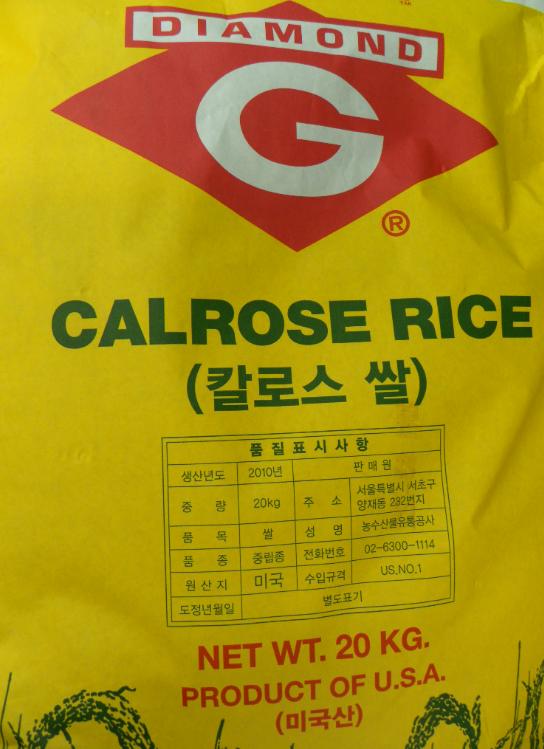 DIAMOND
G
®
CALROSE RICE
(칼로스 쌀)
품질표시사항
생산년도 2010년 판매원
중 량 20kg 주 소 서울특별시 서초구
양재동 232번지
품 목 쌀 성 명 농수산물유통공사
품 종 중립종 전화번호 02-6300-1114
원산지 미국 수입규격 US.NO.1
도정년월일 별도표기
NET WT. 20 KG.
PRODUCT OF U.S.A.
(미국산)